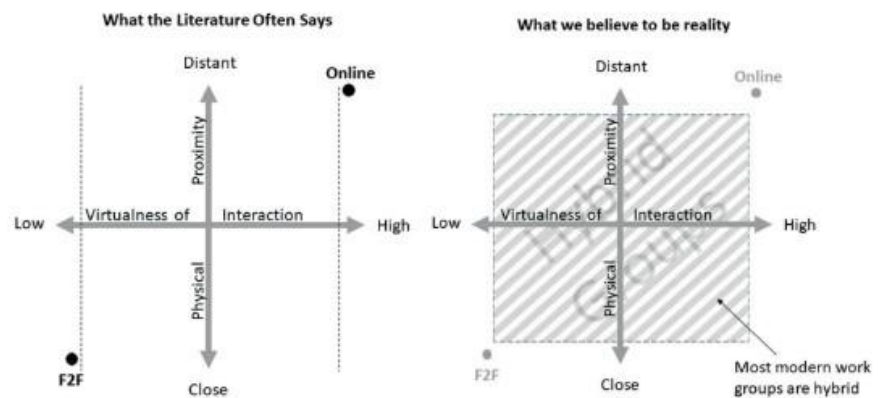 What the Literature Often Says
Distant
Online
Proximity
Low
Virtualness of Interaction
High
Physical
F2F
Close
What we believe to be reality
Distant
Online
Proximity
Hybrid
Low
Virtualness of Interaction
High
Groups
Physical
F2F
Close
Most modern work
groups are hybrid